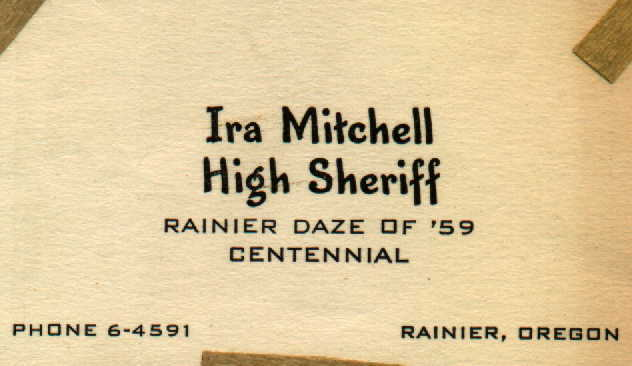 Ira Mitchell
High Sheriff
RAINIER DAZE OF '59
CENTENNIAL
PHONE 6-4591
RAINIER, OREGON